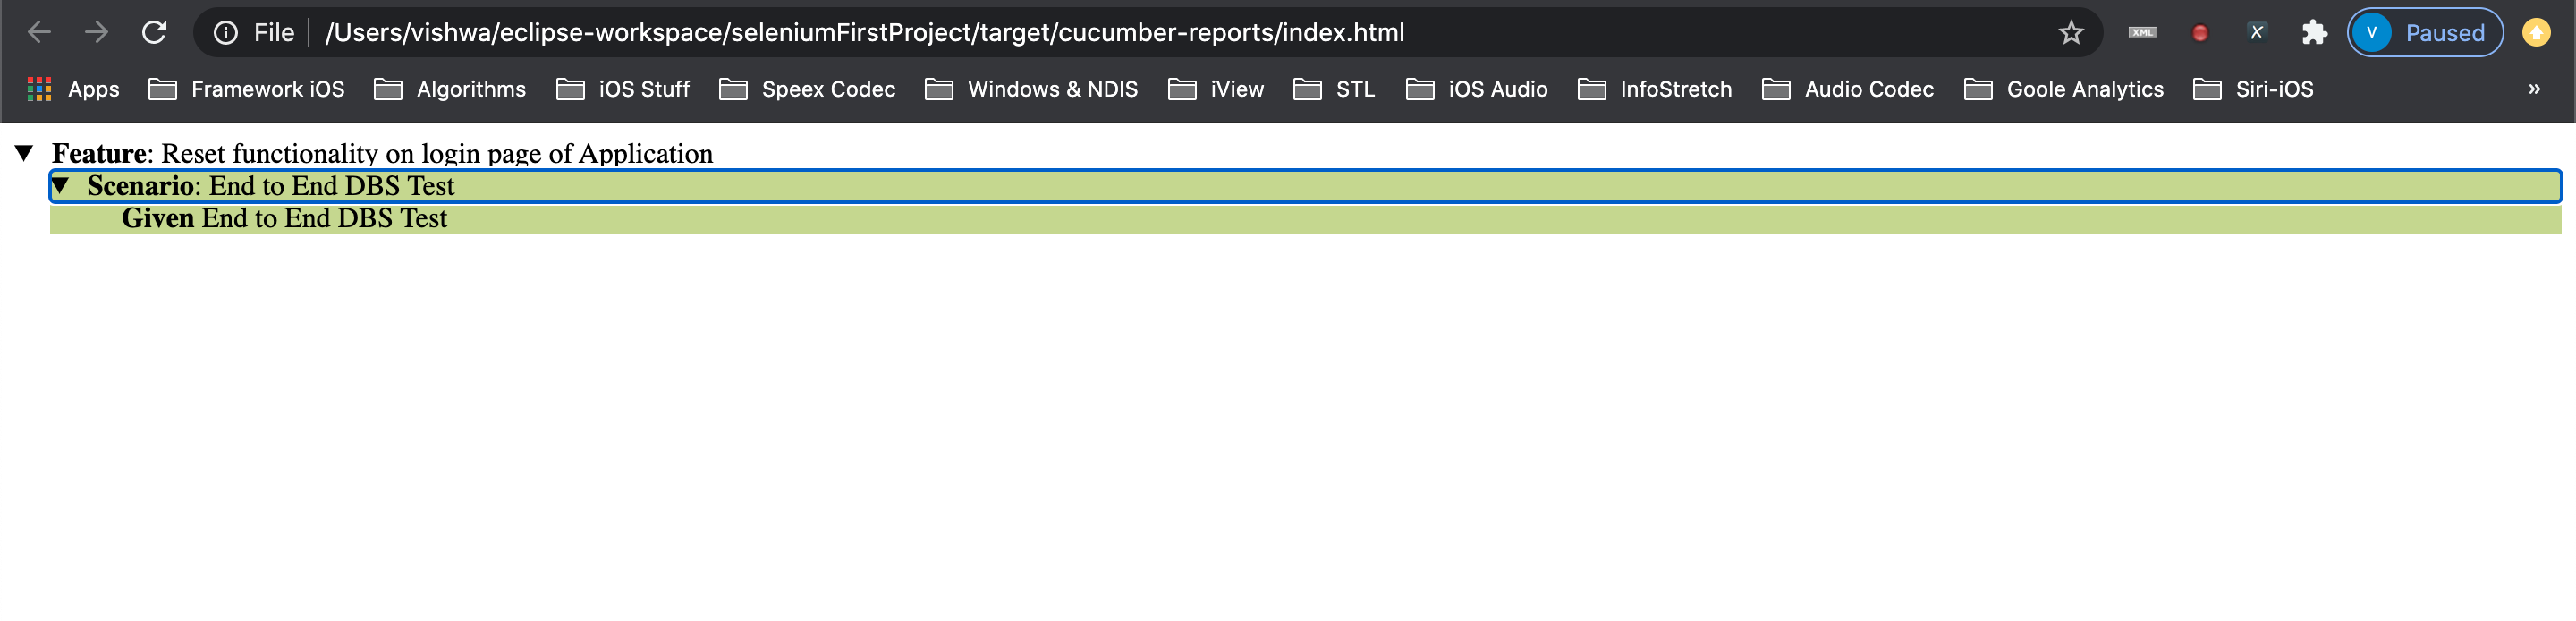 File /Users/vishwa/eclipse-workspace/seleniumFirstProject/target/cucumber-reports/index.html XML X V Paused
Apps Framework iOS Algorithms iOS Stuff Speex Codec Windows & NDIS iView STL iOS Audio InfoStretch Audio Codec Goole Analytics Siri-iOS »
Feature: Reset functionality on login page of Application
Scenario: End to End DBS Test
Given End to End DBS Test